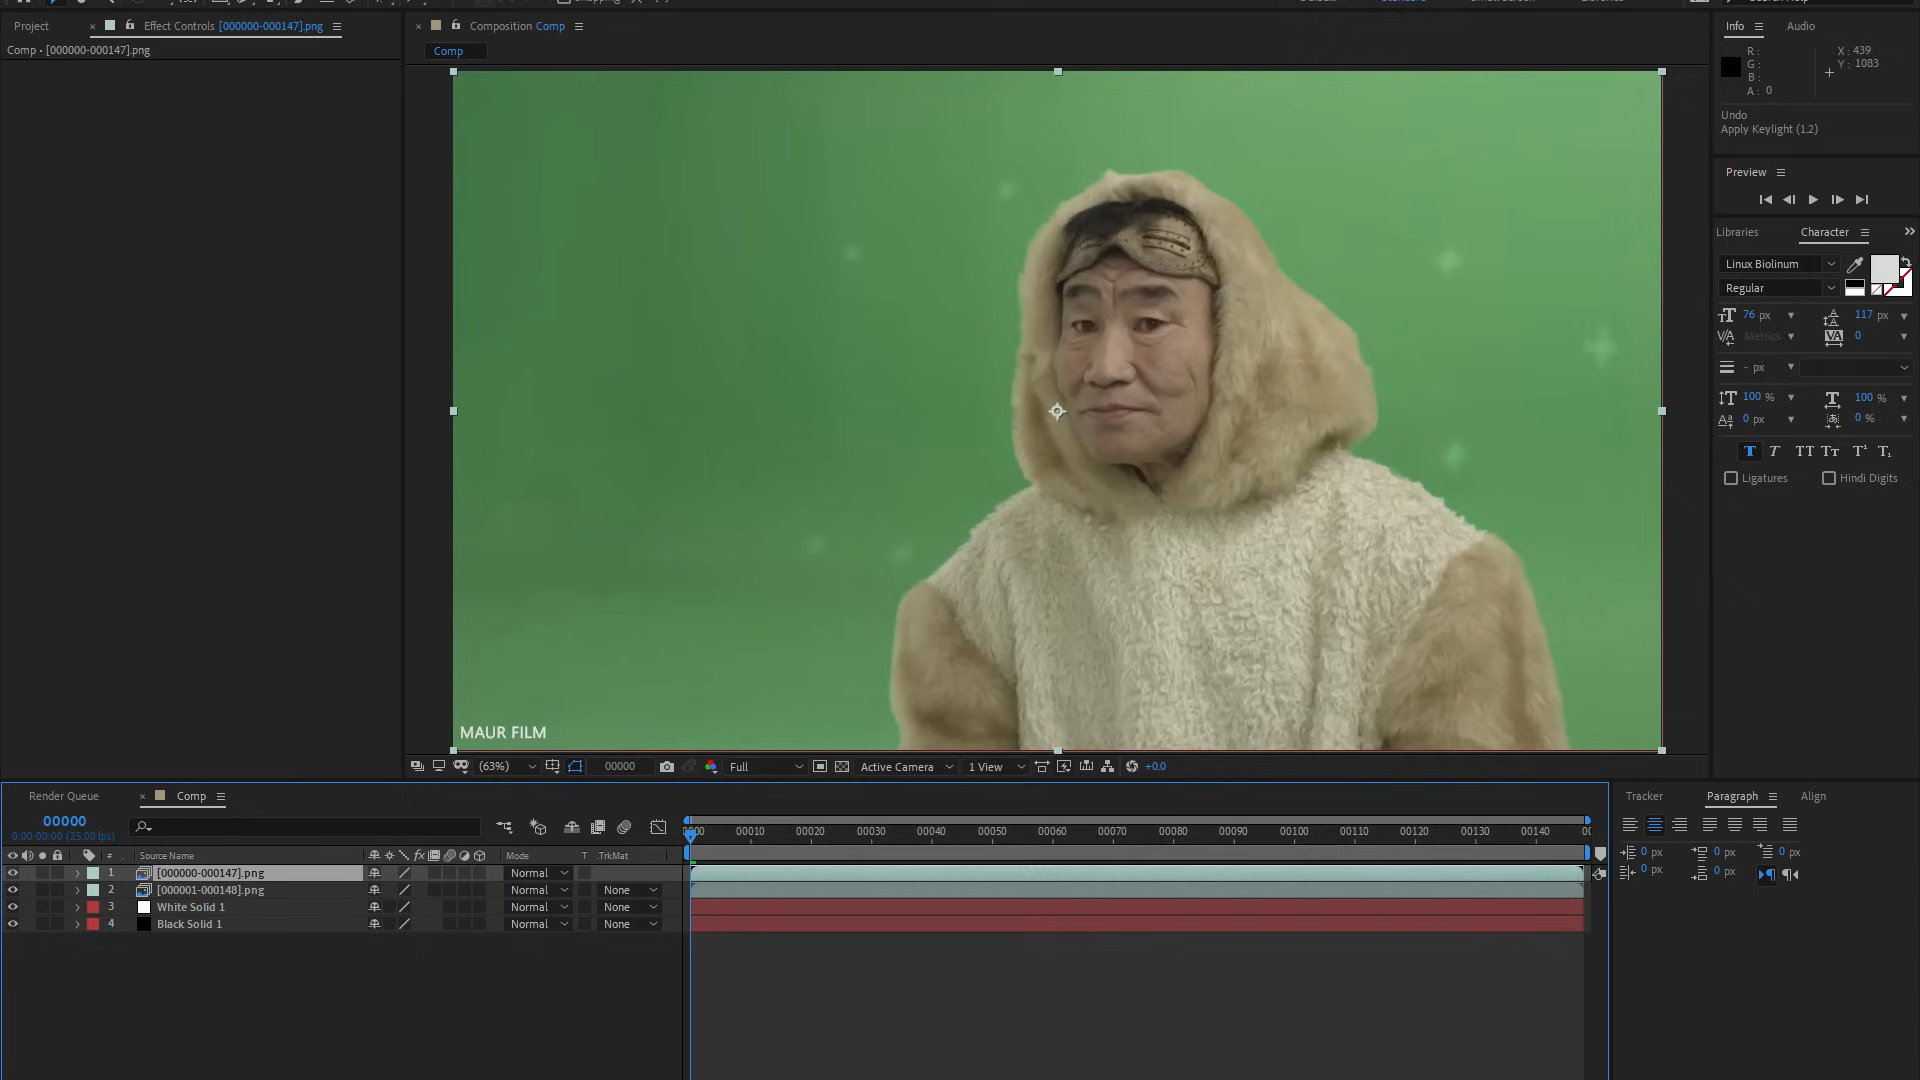 Project
Effect Controls [000000-000147].png
Comp • [000000-000147].png
Composition Comp
Comp
MAUR FILM
(63%)
00000
Full
Active Camera
1 View
+0.0
Info
Audio
R :
G :
B :
A : 0
X : 439
Y : 1083
Undo
Apply Keylight (1.2)
Preview
Libraries
Character
Linux Biolinum
Regular
76 px
117 px
Metrics
0
- px
100 %
100 %
0 px
0 %
Ligatures
Hindi Digits
Render Queue
Comp
00000
0:00:00:00 (25.00 fps)
0000 00010 00020 00030 00040 00050 00060 00070 00080 00090 00100 00110 00120 00130 00140 00
# Source Name
Mode
T .TrkMat
1 [000000-000147].png Normal
2 [000001-000148].png Normal None
3 White Solid 1 Normal None
4 Black Solid 1 Normal None
Tracker
Paragraph
Align
0 px
0 px
0 px
0 px
0 px